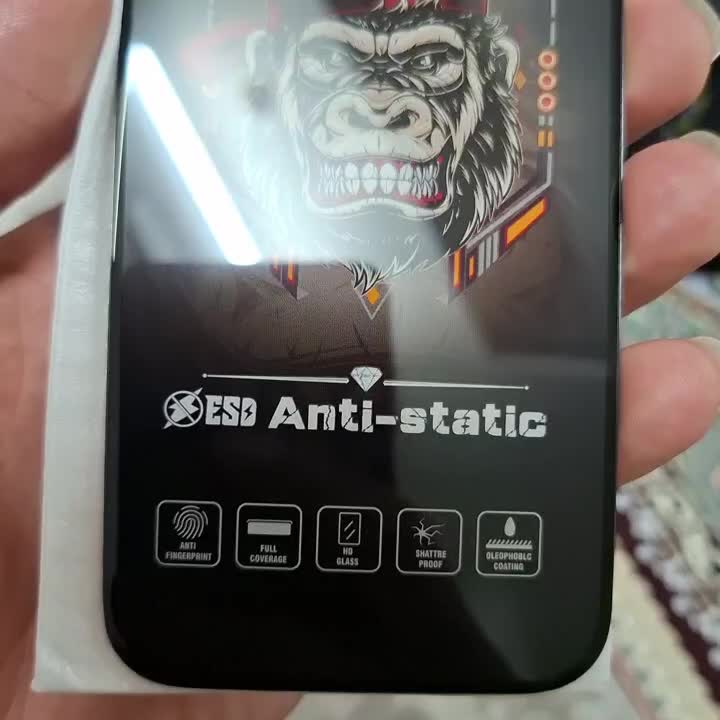 ESD Anti-static
ANTI
FINGERPRINT
FULL
COVERAGE
HD
GLASS
SHATTRE
PROOF
OLEOPHOBLC
COATING